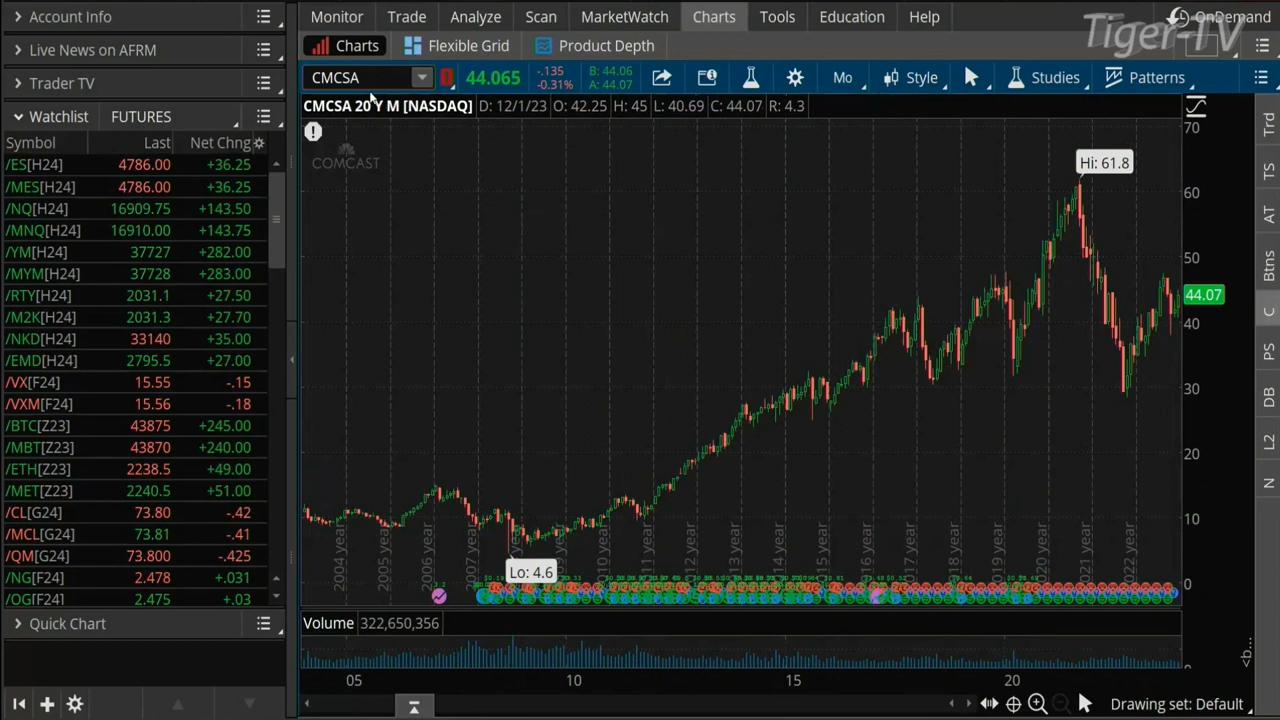 Account Info
Live News on AFRM
Trader TV
Watchlist FUTURES
Symbol Last Net Chng
/ES[H24] 4786.00 +36.25
/MES[H24] 4786.00 +36.25
/NQ[H24] 16909.75 +143.50
/MNQ[H24] 16910.00 +143.75
/YM[H24] 37727 +282.00
/MYM[H24] 37728 +283.00
/RTY[H24] 2031.1 +27.50
/M2K[H24] 2031.3 +27.70
/NKD[H24] 33140 +35.00
/EMD[H24] 2795.5 +27.00
/VX[F24] 15.55 -.15
/VXM[F24] 15.56 -.18
/BTC[Z23] 43875 +245.00
/MBT[Z23] 43870 +240.00
/ETH[Z23] 2238.5 +49.00
/MET[Z23] 2240.5 +51.00
/CL[G24] 73.80 -.42
/MCL[G24] 73.81 -.41
/QM[G24] 73.800 -.425
/NG[F24] 2.478 +.031
/QG[F24] 2.475 +.03
Quick Chart
Monitor Trade Analyze Scan MarketWatch Charts Tools Education Help
OnDemand
Tiger-TV
Charts Flexible Grid Product Depth
CMCSA 44.065 -.135 B: 44.06
-0.31% A: 44.07
Mo Style Studies Patterns
CMCSA 20 Y M [NASDAQ] D: 12/1/23 O: 42.25 H: 45 L: 40.69 C: 44.07 R: 4.3
COMCAST
Hi: 61.8
70
60
50
44.07
40
30
20
10
0
Lo: 4.6
2004 year 2005 year 2006 year 2007 year 2009 year 2010 year 2011 year 2012 year 2013 year 2014 year 2015 year 2016 year 2017 year 2018 year 2019 year 2020 year 2021 year 2022 year
Volume 322,650,356
0
05 10 15 20
Drawing set: Default
Trd
TS
AT
Btns
C
PS
DB
L2
N
<b...